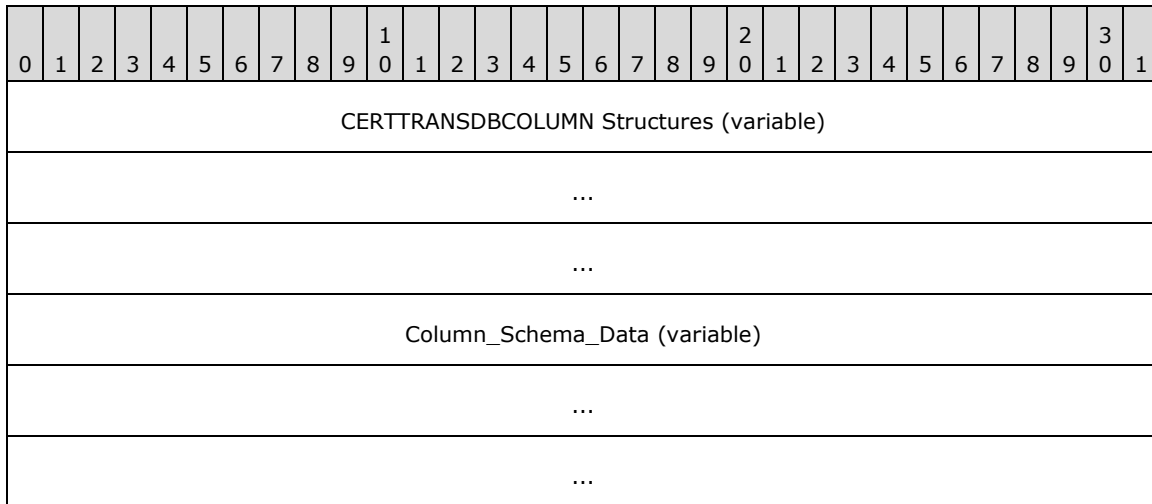 1 2 3
0 1 2 3 4 5 6 7 8 9 0 1 2 3 4 5 6 7 8 9 0 1 2 3 4 5 6 7 8 9 0 1
CERTTRANSDBCOLUMN Structures (variable)
...
...
Column_Schema_Data (variable)
...
...